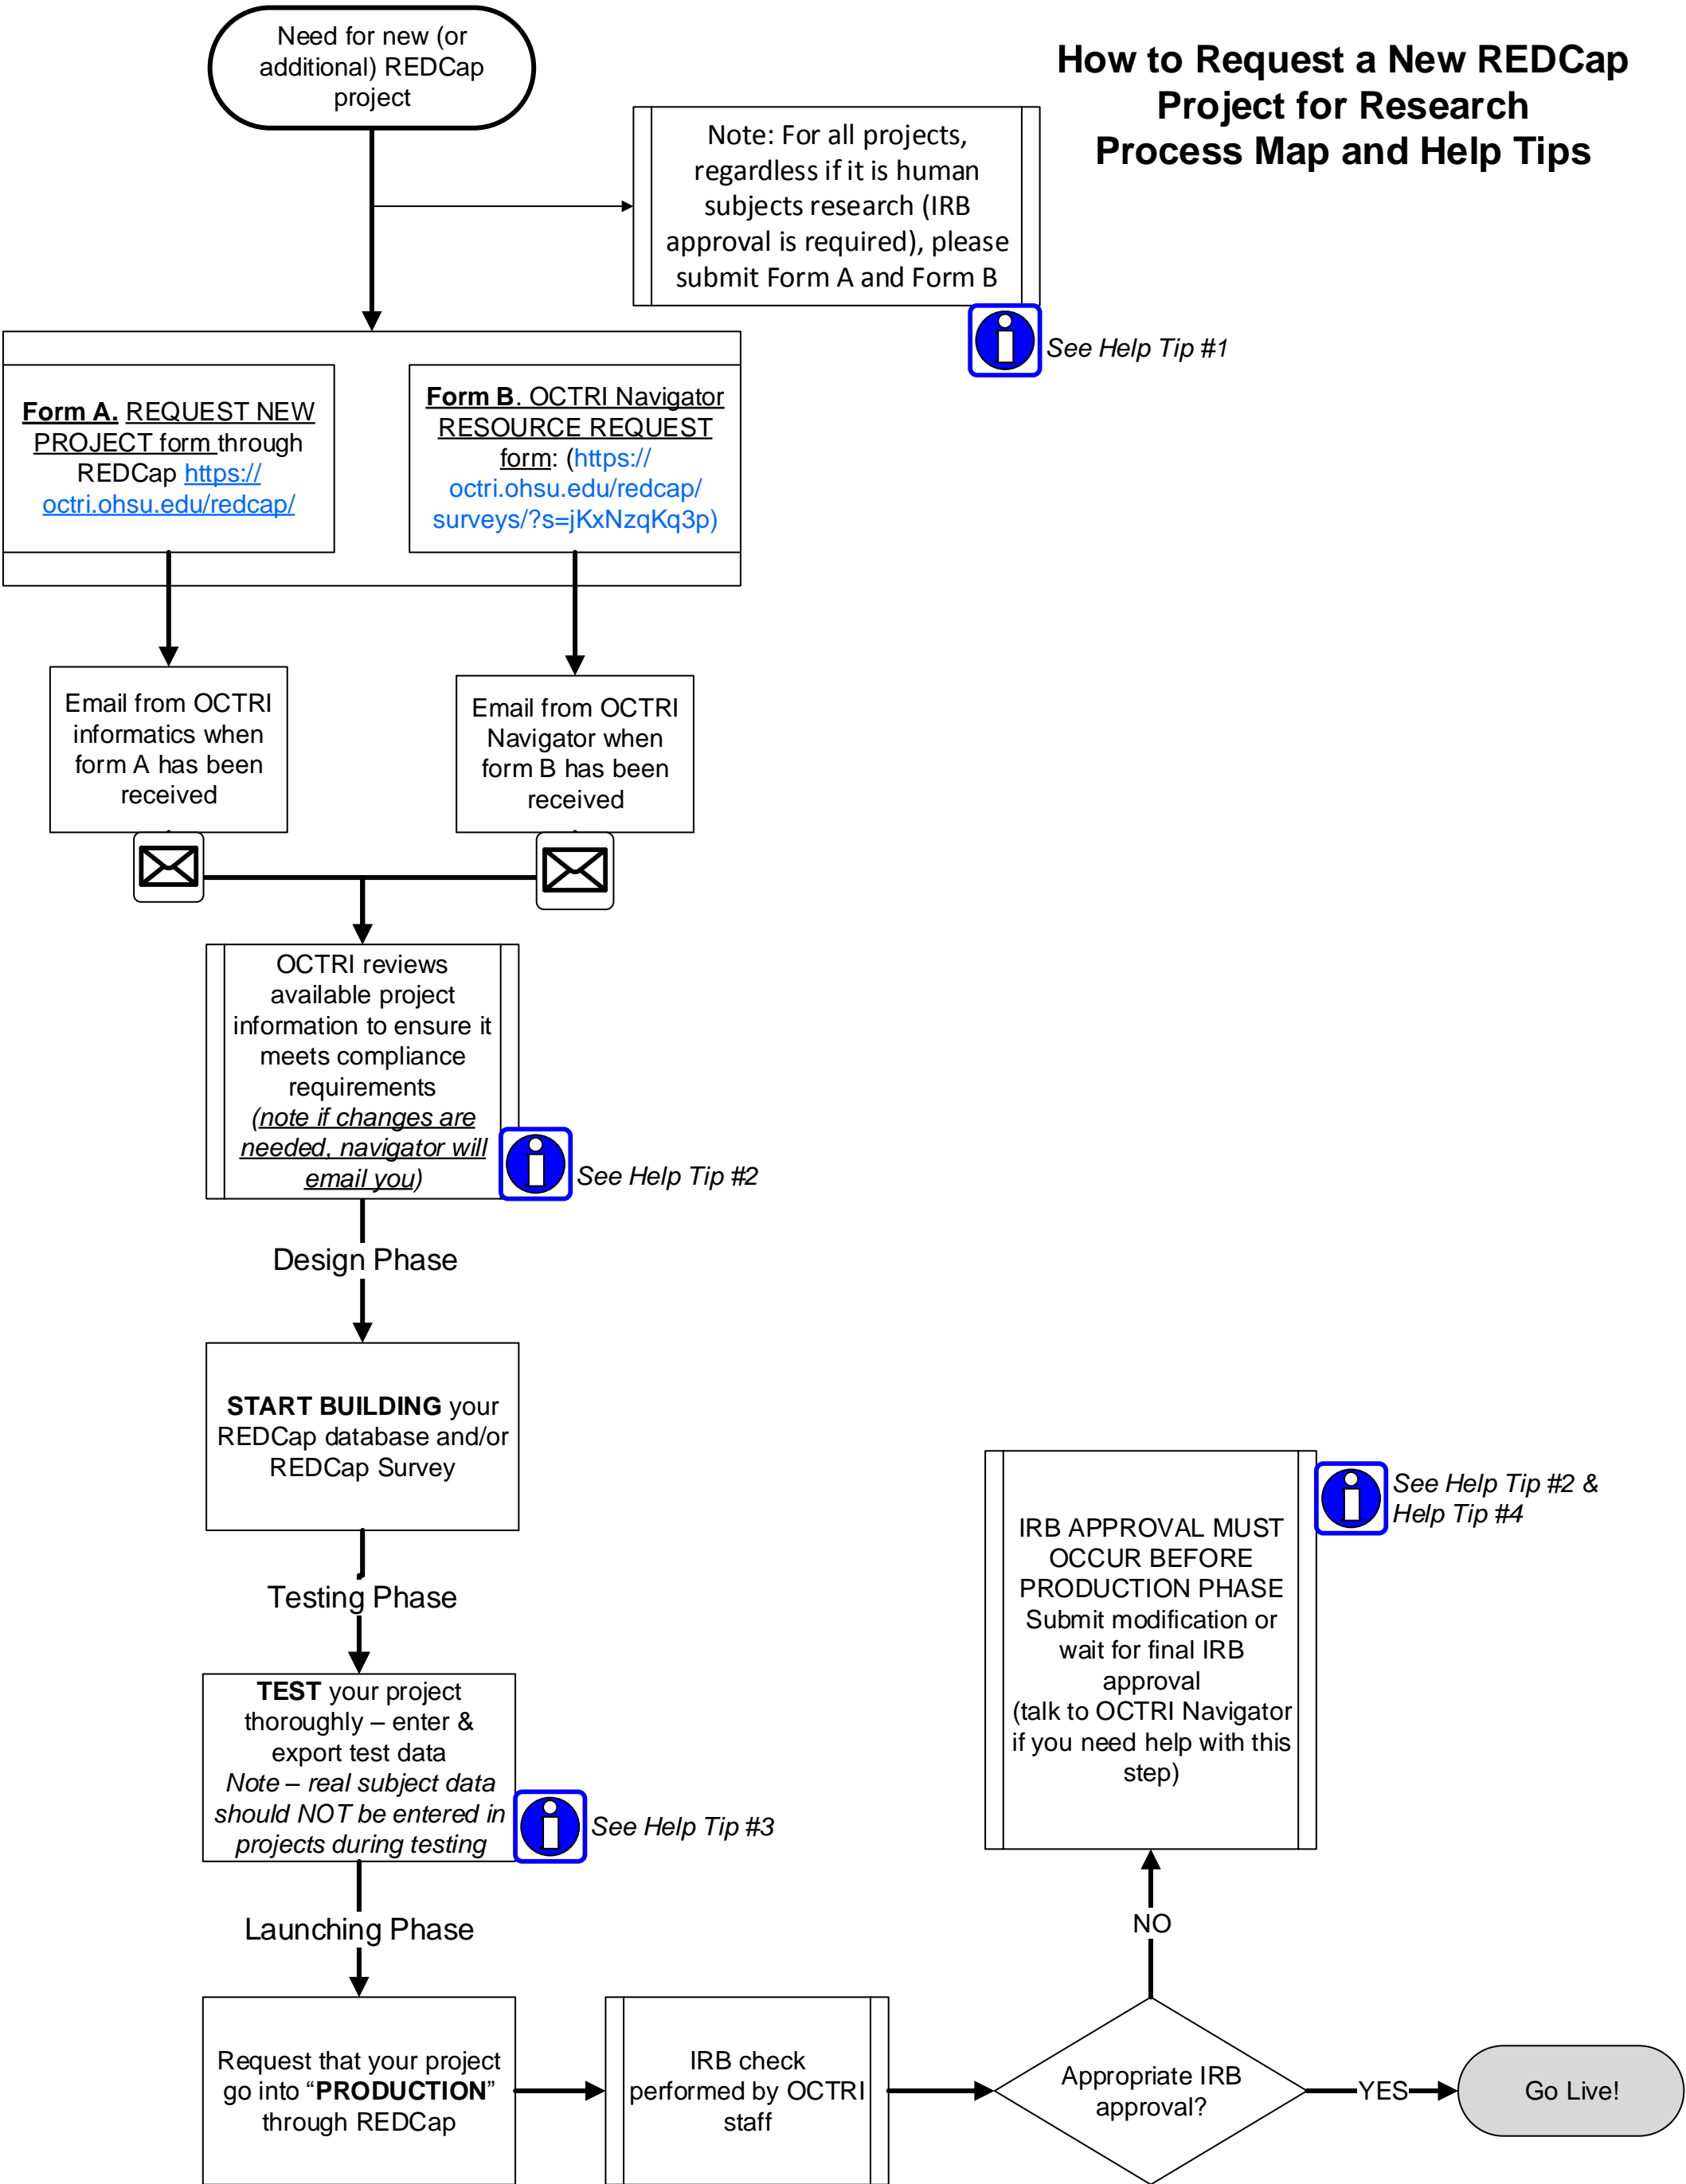 Need for new (or
additional) REDCap
project
How to Request a New REDCap
Project for Research
Process Map and Help Tips
Note: For all projects,
regardless if it is human
subjects research (IRB
approval is required), please
submit Form A and Form B
See Help Tip #1
Form A. REQUEST NEW
PROJECT form through
REDCap https://
octri.ohsu.edu/redcap/
Form B. OCTRI Navigator
RESOURCE REQUEST
form: (https://
octri.ohsu.edu/redcap/
surveys/?s=jKxNzqKq3p)
Email from OCTRI
informatics when
form A has been
received
Email from OCTRI
Navigator when
form B has been
received
OCTRI reviews
available project
information to ensure it
meets compliance
requirements
(note if changes are
needed, navigator will
email you)
See Help Tip #2
Design Phase
START BUILDING your
REDCap database and/or
REDCap Survey
Testing Phase
TEST your project
thoroughly – enter &
export test data
Note – real subject data
should NOT be entered in
projects during testing
See Help Tip #3
Launching Phase
Request that your project
go into “PRODUCTION”
through REDCap
IRB check
performed by OCTRI
staff
Appropriate IRB
approval?
NO
IRB APPROVAL MUST
OCCUR BEFORE
PRODUCTION PHASE
Submit modification or
wait for final IRB
approval
(talk to OCTRI Navigator
if you need help with this
step)
See Help Tip #2 &
Help Tip #4
YES
Go Live!